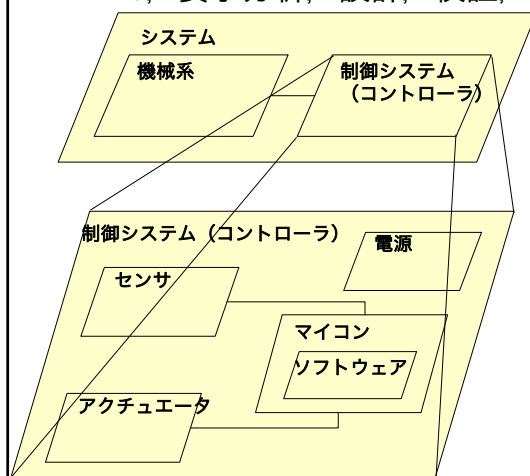 システム
機械系
制御システム
（コントローラ）
制御システム（コントローラ）
電源
センサ
マイコン
ソフトウェア
アクチュエータ